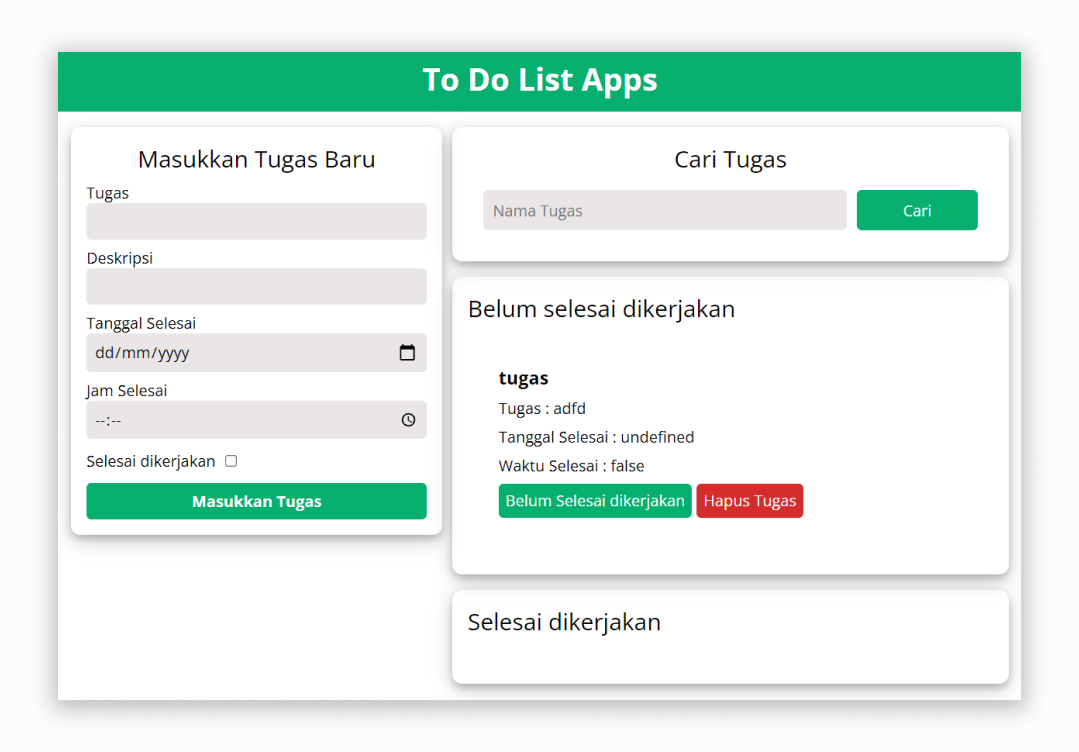 To Do List Apps
Masukkan Tugas Baru
Tugas
Deskripsi
Tanggal Selesai
dd/mm/yyyy
Jam Selesai
--:--
Selesai dikerjakan
Masukkan Tugas
Cari Tugas
Nama Tugas
Cari
Belum selesai dikerjakan
tugas
Tugas : adfd
Tanggal Selesai : undefined
Waktu Selesai : false
Belum Selesai dikerjakan
Hapus Tugas
Selesai dikerjakan